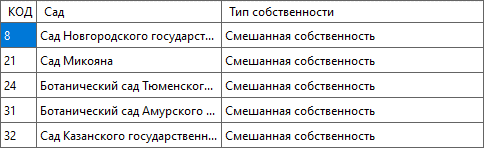 КОД Сад Тип собственности
8 Сад Новгородского государст... Смешанная собственность
21 Сад Микояна Смешанная собственность
24 Ботанический сад Тюменског... Смешанная собственность
31 Ботанический сад Амурского ... Смешанная собственность
32 Сад Казанского государственн... Смешанная собственность